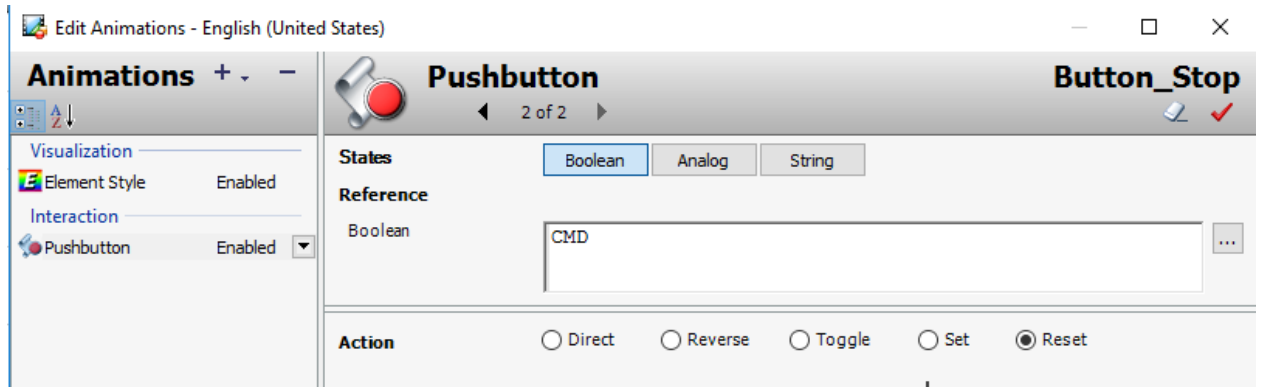 Edit Animations - English (United States)
Animations
Pushbutton
Button_Stop
2 of 2
Visualization
Element Style Enabled
Interaction
Pushbutton Enabled
States Boolean Analog String
Reference
Boolean CMD ...
Action Direct Reverse Toggle Set Reset